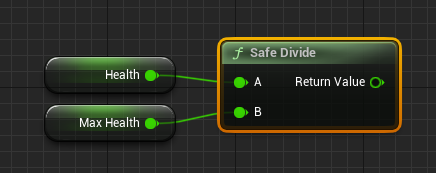 f Safe Divide
Health
A
Return Value
Max Health
B